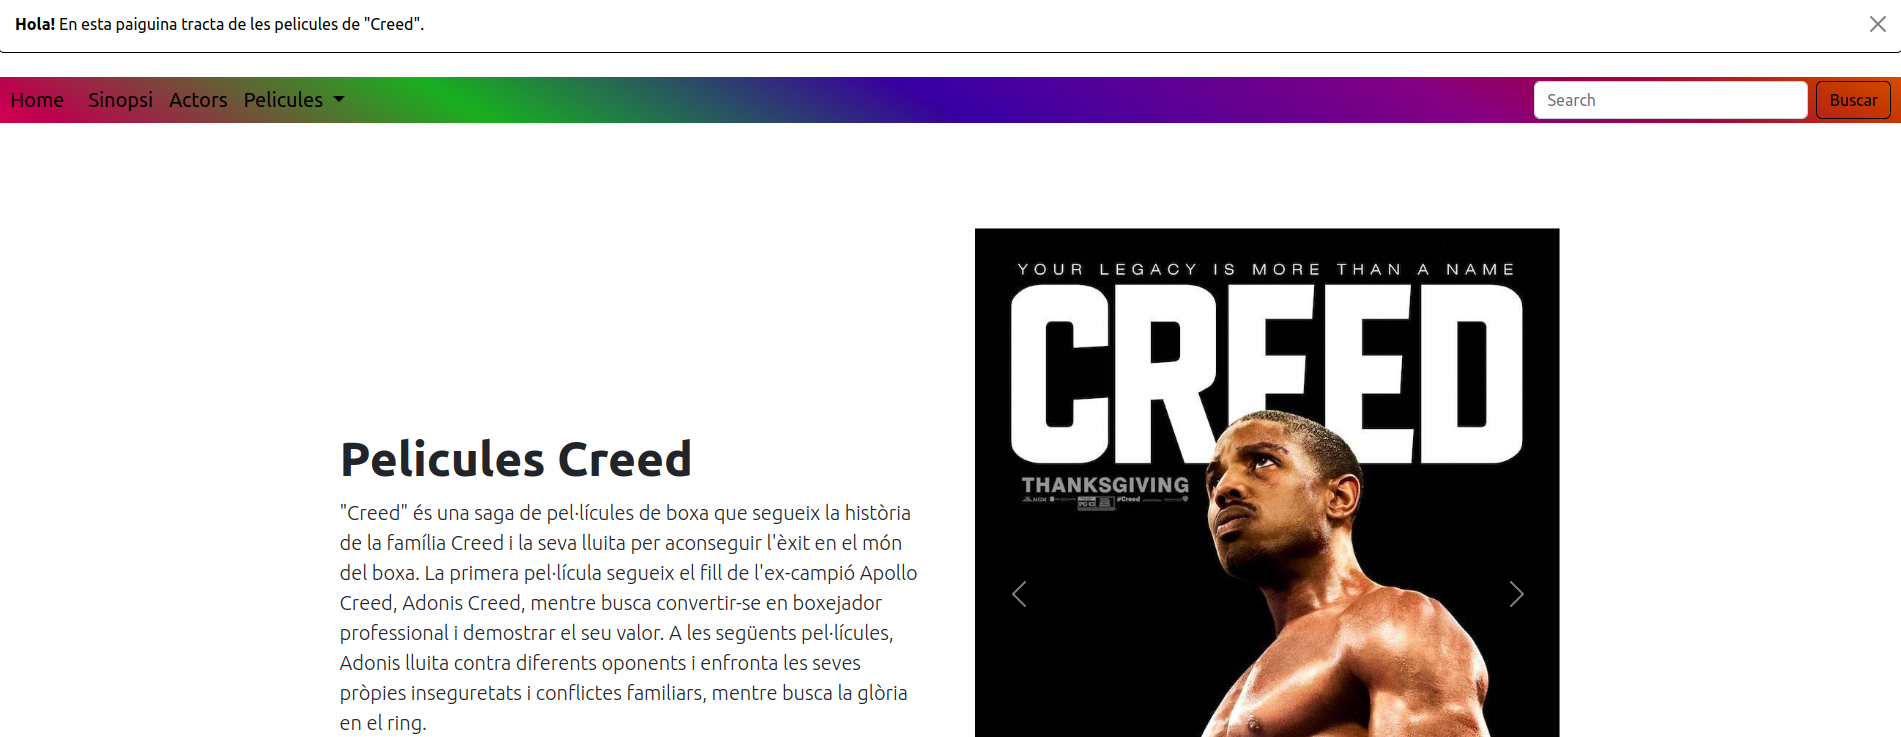 Hola! En esta paiguina tracta de les pelicules de "Creed".
Home Sinopsi Actors Pelicules Search Buscar
YOUR LEGACY IS MORE THAN A NAME
CREED
THANKSGIVING
MGM #Creed
PG-13
Pelicules Creed
"Creed" és una saga de pel·lícules de boxa que segueix la història
de la família Creed i la seva lluita per aconseguir l'èxit en el món
del boxa. La primera pel·lícula segueix el fill de l'ex-campió Apollo
Creed, Adonis Creed, mentre busca convertir-se en boxejador
professional i demostrar el seu valor. A les següents pel·lícules,
Adonis lluita contra diferents oponents i enfronta les seves
pròpies inseguretats i conflictes familiars, mentre busca la glòria
en el ring.